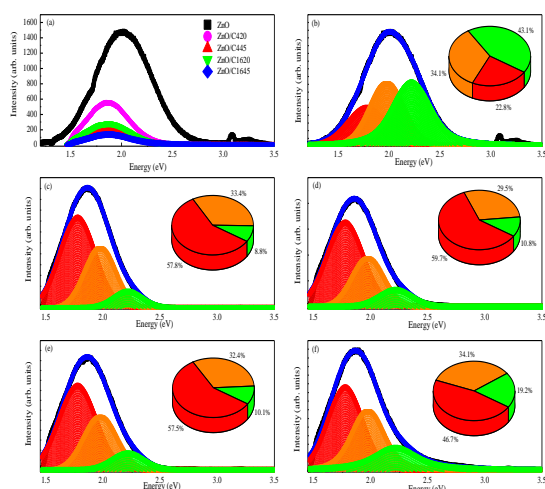 (a)
ZnO
ZnO/C420
ZnO/C445
ZnO/C1620
ZnO/C1645
Intensity (arb. units)
1600
1400
1200
1000
800
600
400
200
0
1.5 2.0 2.5 3.0 3.5
Energy (eV)
(b)
43.1%
34.1%
22.8%
Intensity (arb. units)
1.5 2.0 2.5 3.0 3.5
Energy (eV)
(c)
33.4%
8.8%
57.8%
Intensity (arb. units)
1.5 2.0 2.5 3.0 3.5
Energy (eV)
(d)
29.5%
10.8%
59.7%
Intensity (arb. units)
1.5 2.0 2.5 3.0 3.5
Energy (eV)
(e)
32.4%
10.1%
57.5%
Intensity (arb. units)
1.5 2.0 2.5 3.0 3.5
Energy (eV)
(f)
34.1%
19.2%
46.7%
Intensity (arb. units)
1.5 2.0 2.5 3.0 3.5
Energy (eV)